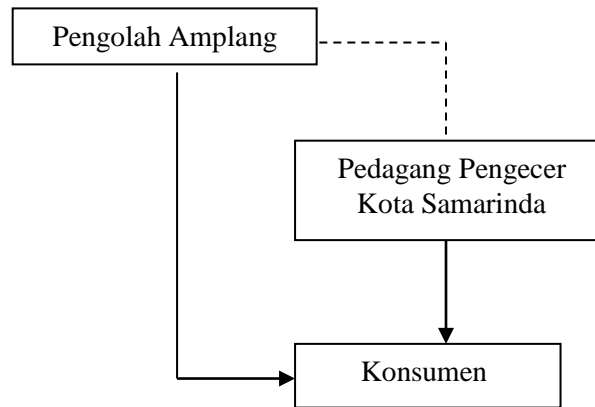 Pengolah Amplang
Pedagang Pengecer
Kota Samarinda
Konsumen